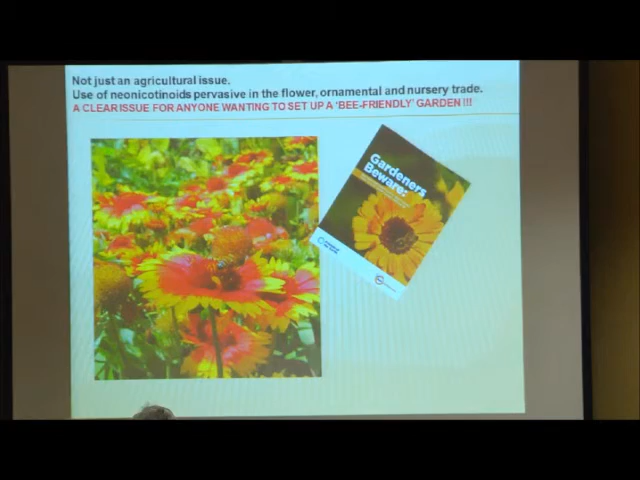 Not just an agricultural issue.
Use of neonicotinoids pervasive in the flower, ornamental and nursery trade.
A CLEAR ISSUE FOR ANYONE WANTING TO SET UP A 'BEE-FRIENDLY' GARDEN !!!
Gardeners
Beware: